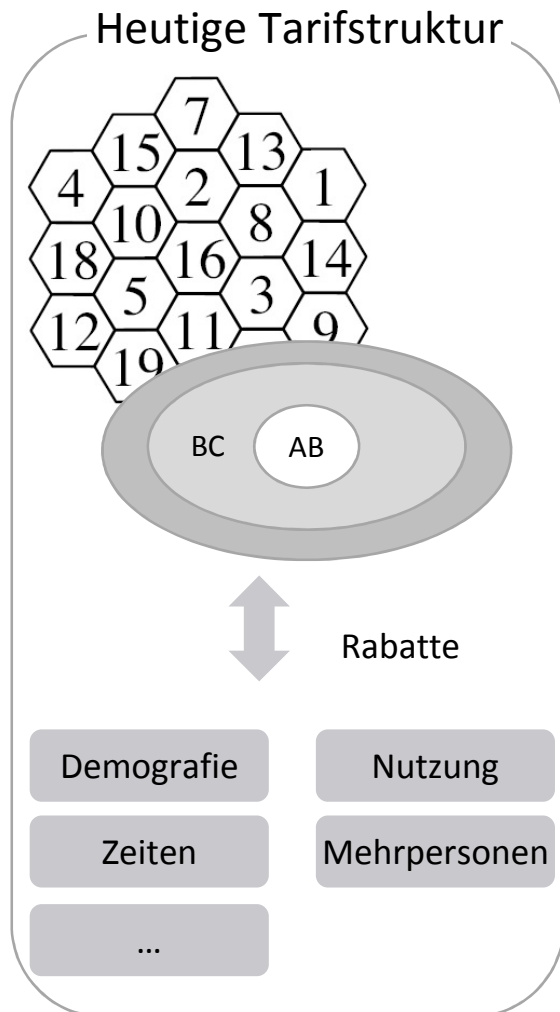 Heutige Tarifstruktur
7
15 13
4 2 1
10 8
18 16 14
5 3
12 11 9
19
BC AB
Rabatte
Demografie Nutzung
Zeiten Mehrpersonen
...